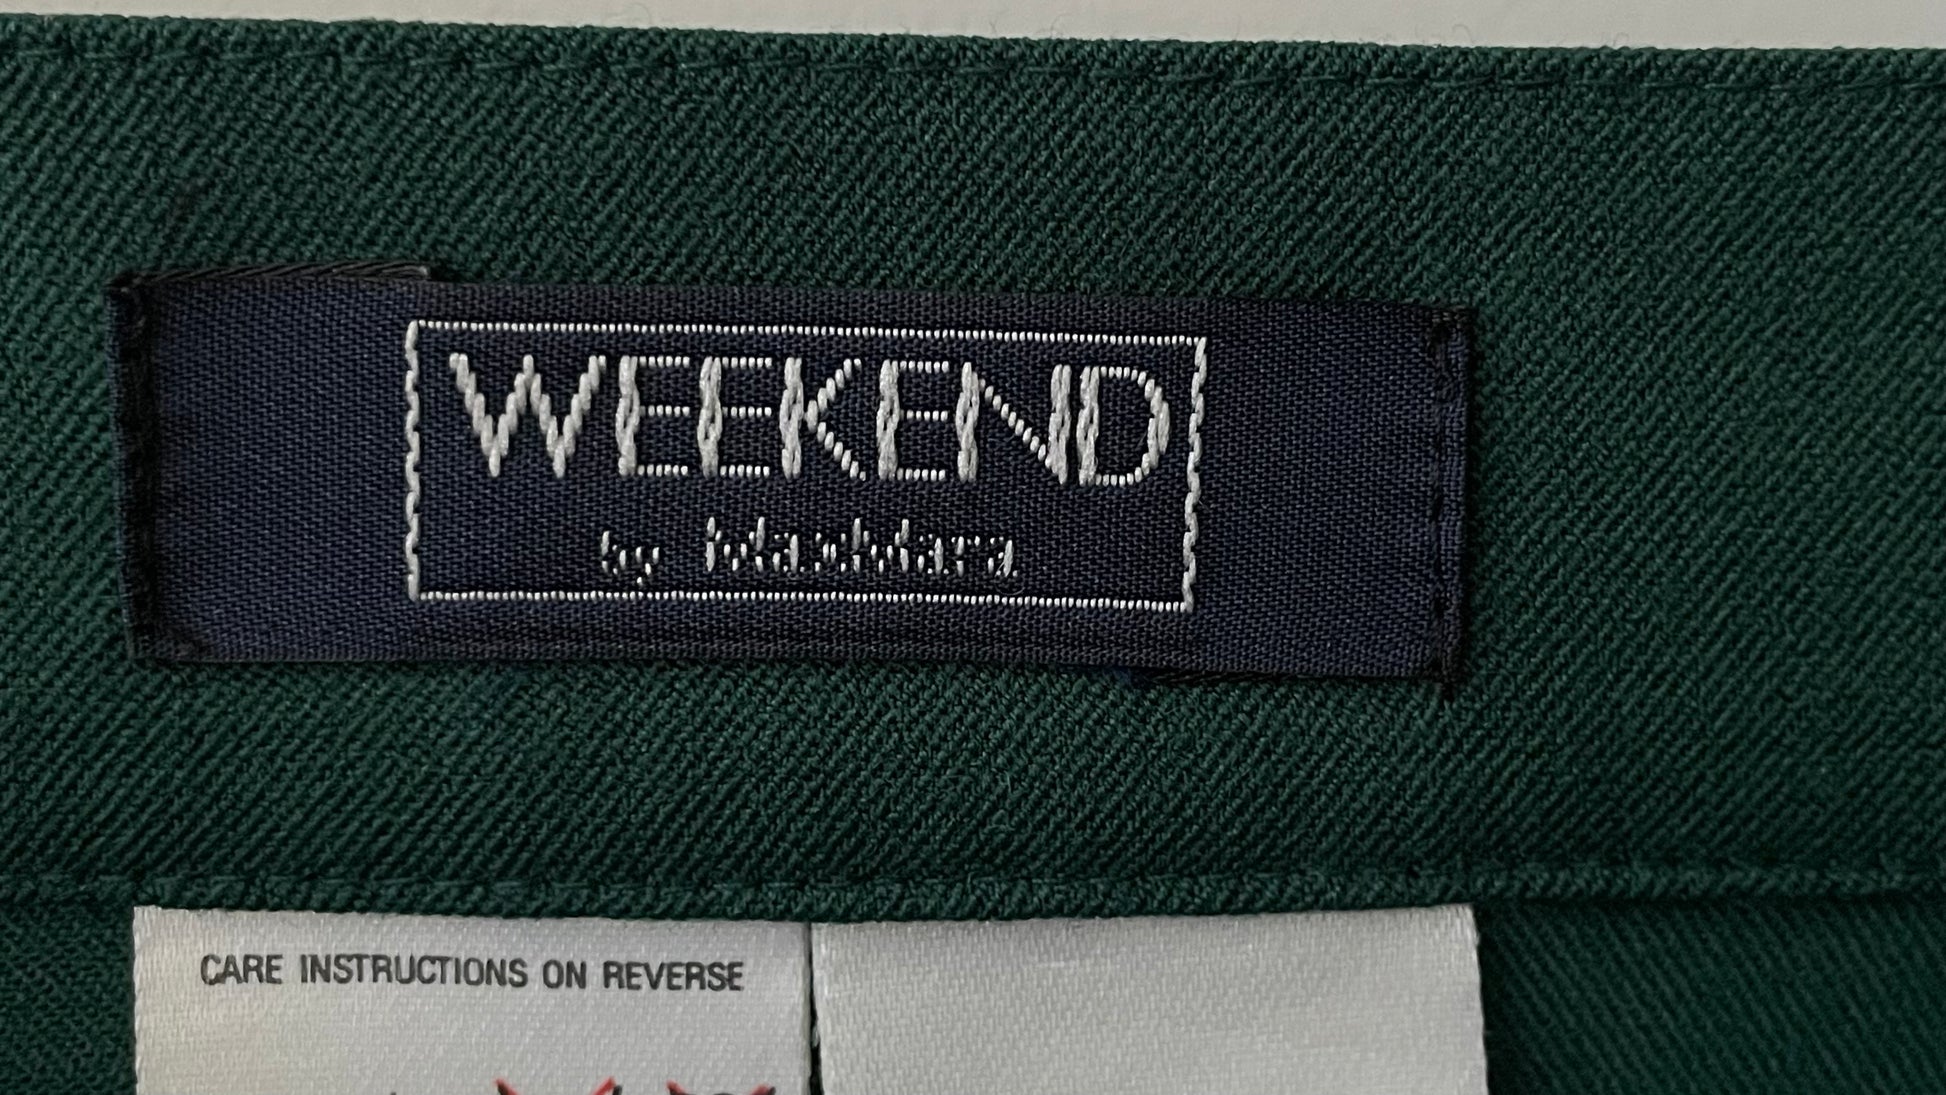 WEEKEND
by MaxMara
CARE INSTRUCTIONS ON REVERSE